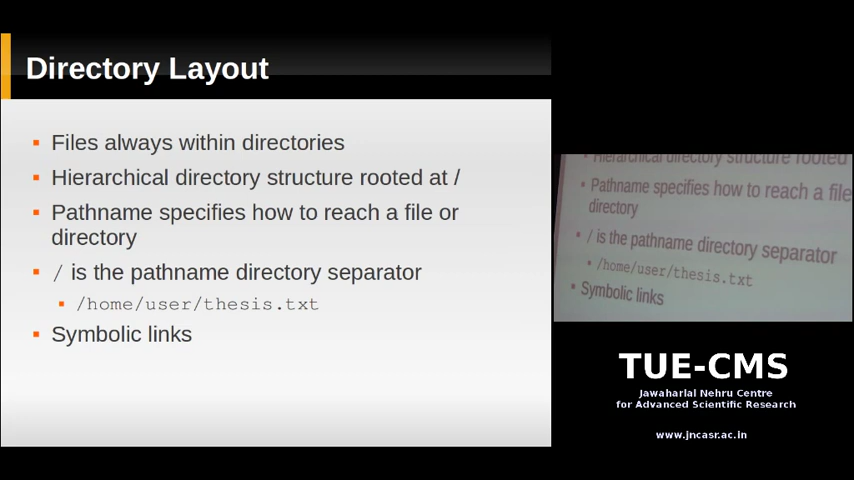 Directory Layout
Files always within directories
Hierarchical directory structure rooted at /
Pathname specifies how to reach a file or
directory
/ is the pathname directory separator
/home/user/thesis.txt
Symbolic links
Hierarchical directory structure rooted
Pathname specifies how to reach a file
directory
/ is the pathname directory separator
/home/user/thesis.txt
Symbolic links
TUE-CMS
Jawaharlal Nehru Centre
for Advanced Scientific Research
www.jncasr.ac.in